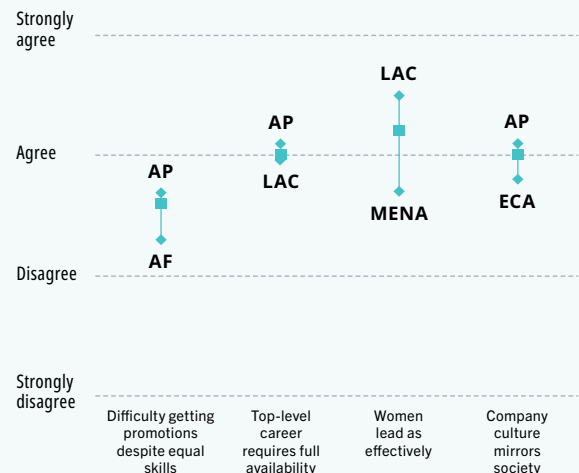 Strongly
agree
LAC
AP
AP
Agree
AP
LAC
ECA
MENA
AF
Disagree
Strongly
disagree
Difficulty getting
promotions
despite equal
skills
Top-level
career
requires full
availability
Women
lead as
effectively
Company
culture
mirrors
society